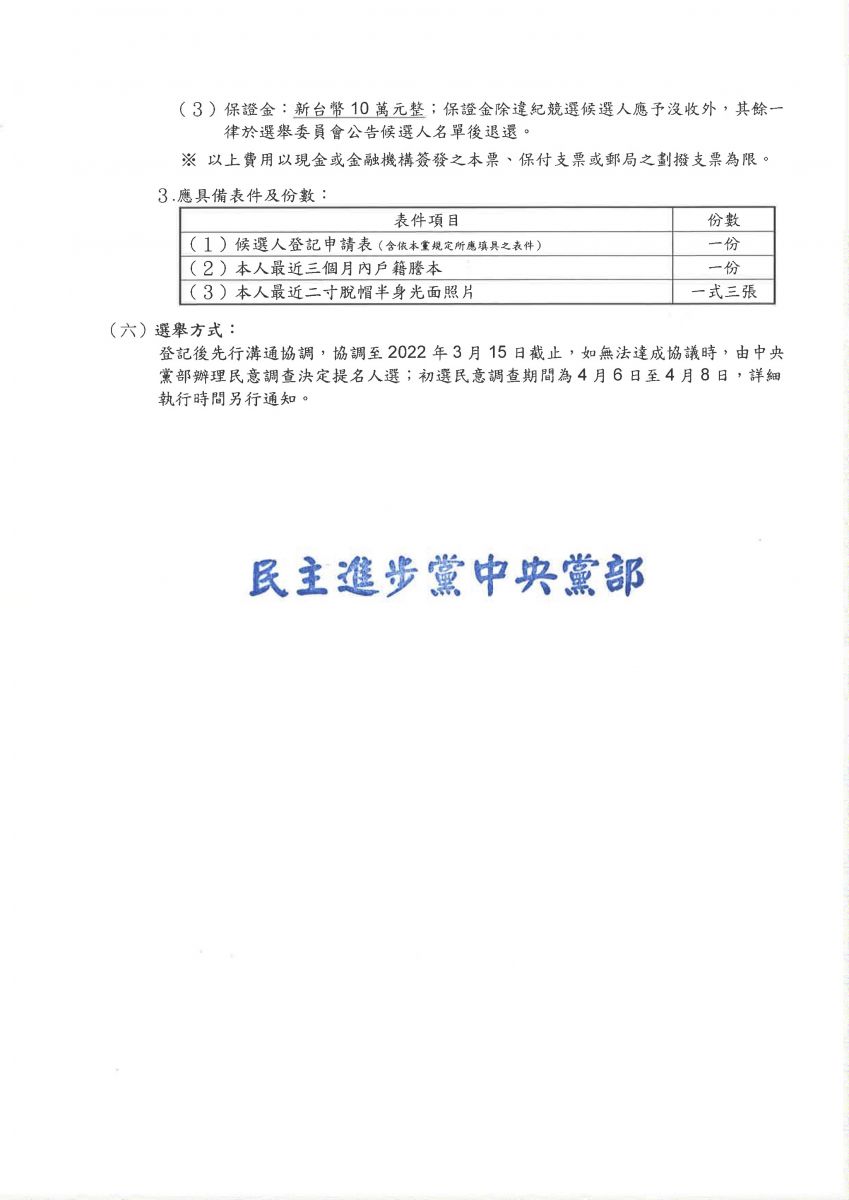 （３）保證金：新台幣 10 萬元整；保證金除違紀競選候選人應予沒收外，其餘一
律於選舉委員會公告候選人名單後退還。
※ 以上費用以現金或金融機構簽發之本票、保付支票或郵局之劃撥支票為限。
３.應具備表件及份數：
表件項目 份數
（１）候選人登記申請表（含依本黨規定所應填具之表件） 一份
（２）本人最近三個月內戶籍謄本 一份
（３）本人最近二寸脫帽半身光面照片 一式三張
（六）選舉方式：
登記後先行溝通協調，協調至 2022 年 3 月 15 日截止，如無法達成協議時，由中央
黨部辦理民意調查決定提名人選；初選民意調查期間為 4 月 6 日至 4 月 8 日，詳細
執行時間另行通知。
民主進步黨中央黨部